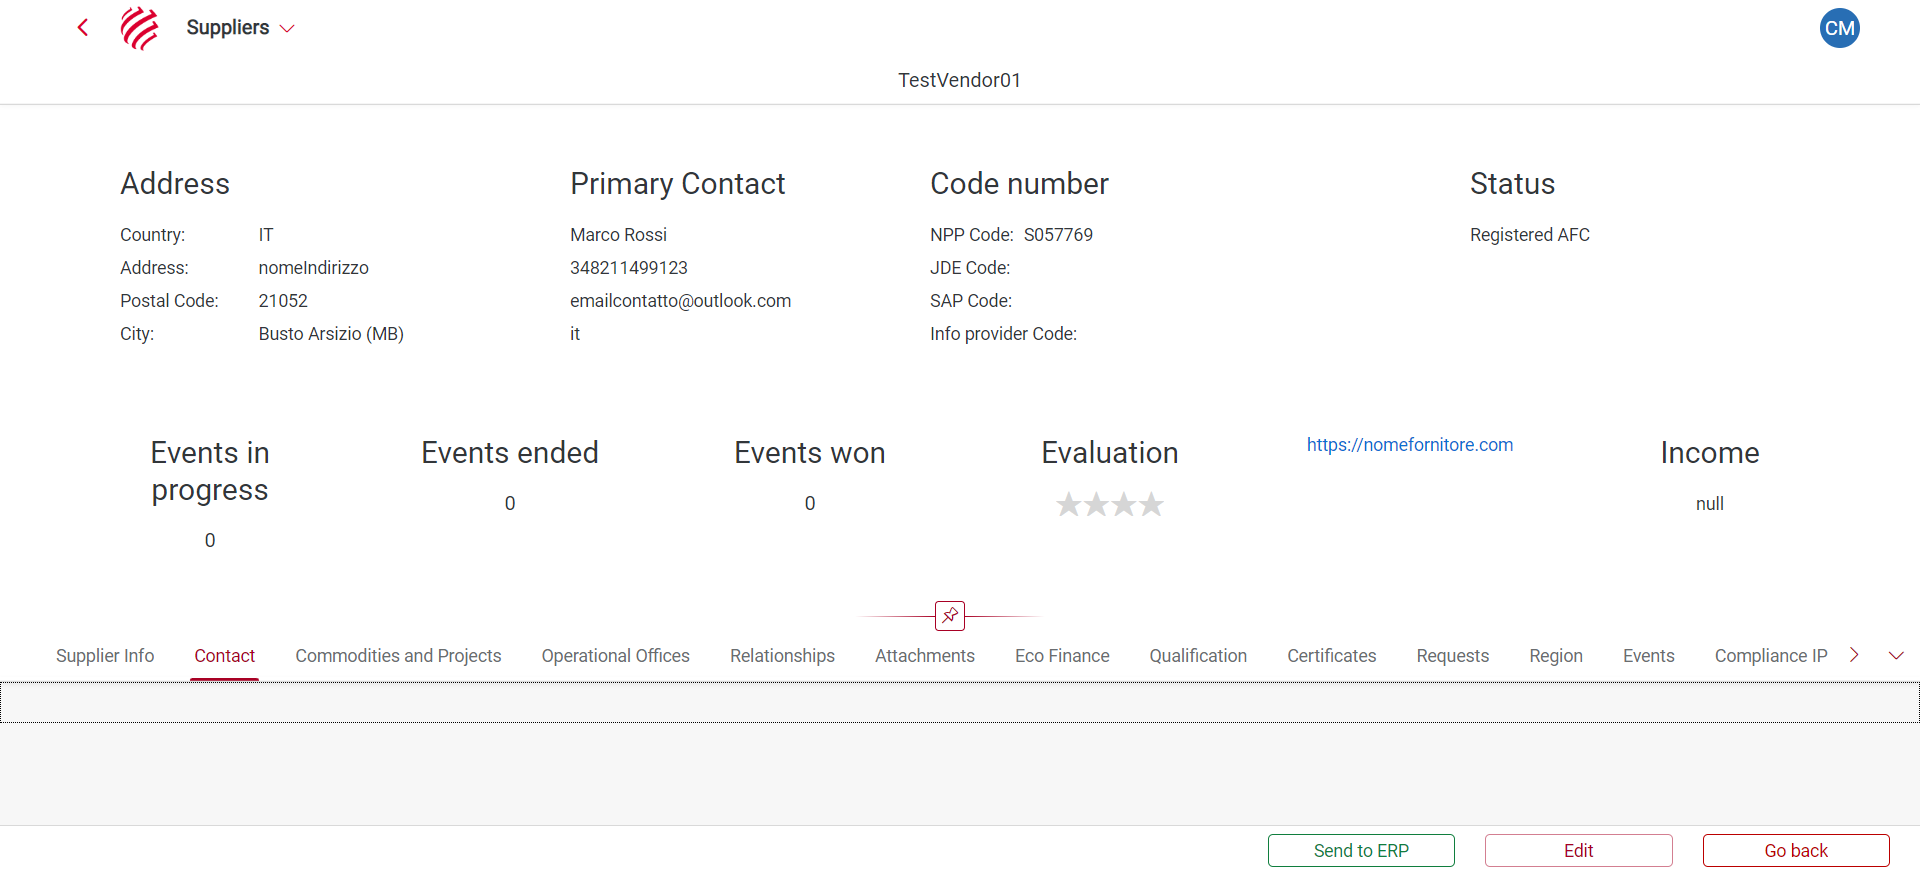 Suppliers
CM
TestVendor01
Address
Country: IT
Address: nomeIndirizzo
Postal Code: 21052
City: Busto Arsizio (MB)
Primary Contact
Marco Rossi
348211499123
emailcontatto@outlook.com
it
Code number
NPP Code: S057769
JDE Code:
SAP Code:
Info provider Code:
Status
Registered AFC
Events in
progress
0
Events ended
0
Events won
0
Evaluation
https://nomefornitore.com
Income
null
Supplier Info Contact Commodities and Projects Operational Offices Relationships Attachments Eco Finance Qualification Certificates Requests Region Events Compliance IP
Send to ERP Edit Go back